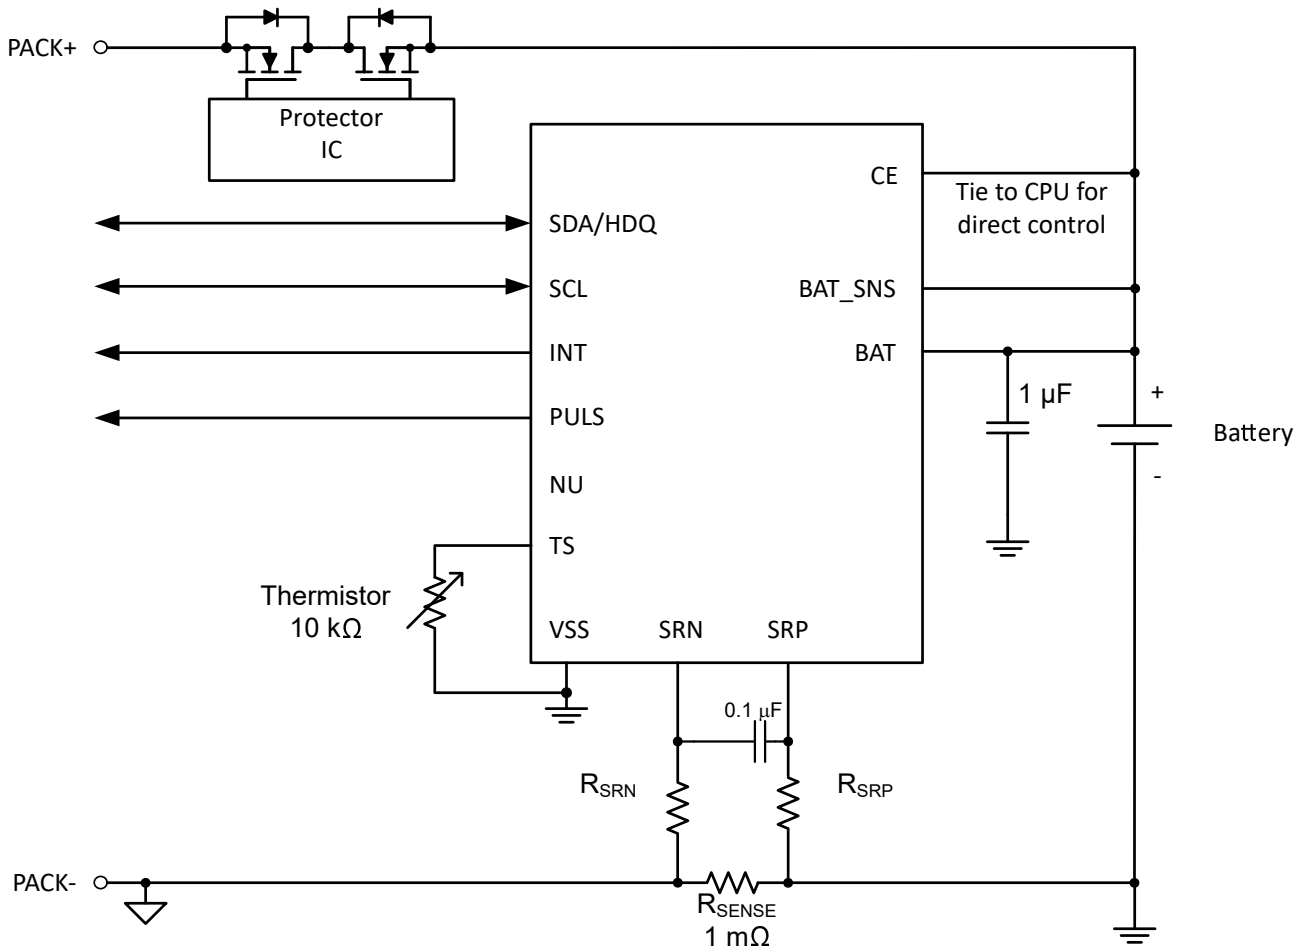 PACK+
Protector
IC
CE
Tie to CPU for
direct control
SDA/HDQ
SCL
BAT_SNS
INT
BAT
1 μF
+
Battery
-
PULS
NU
TS
Thermistor
10 kΩ
VSS
SRN
SRP
0.1 μF
RSRN
RSRP
PACK-
RSENSE
1 mΩ